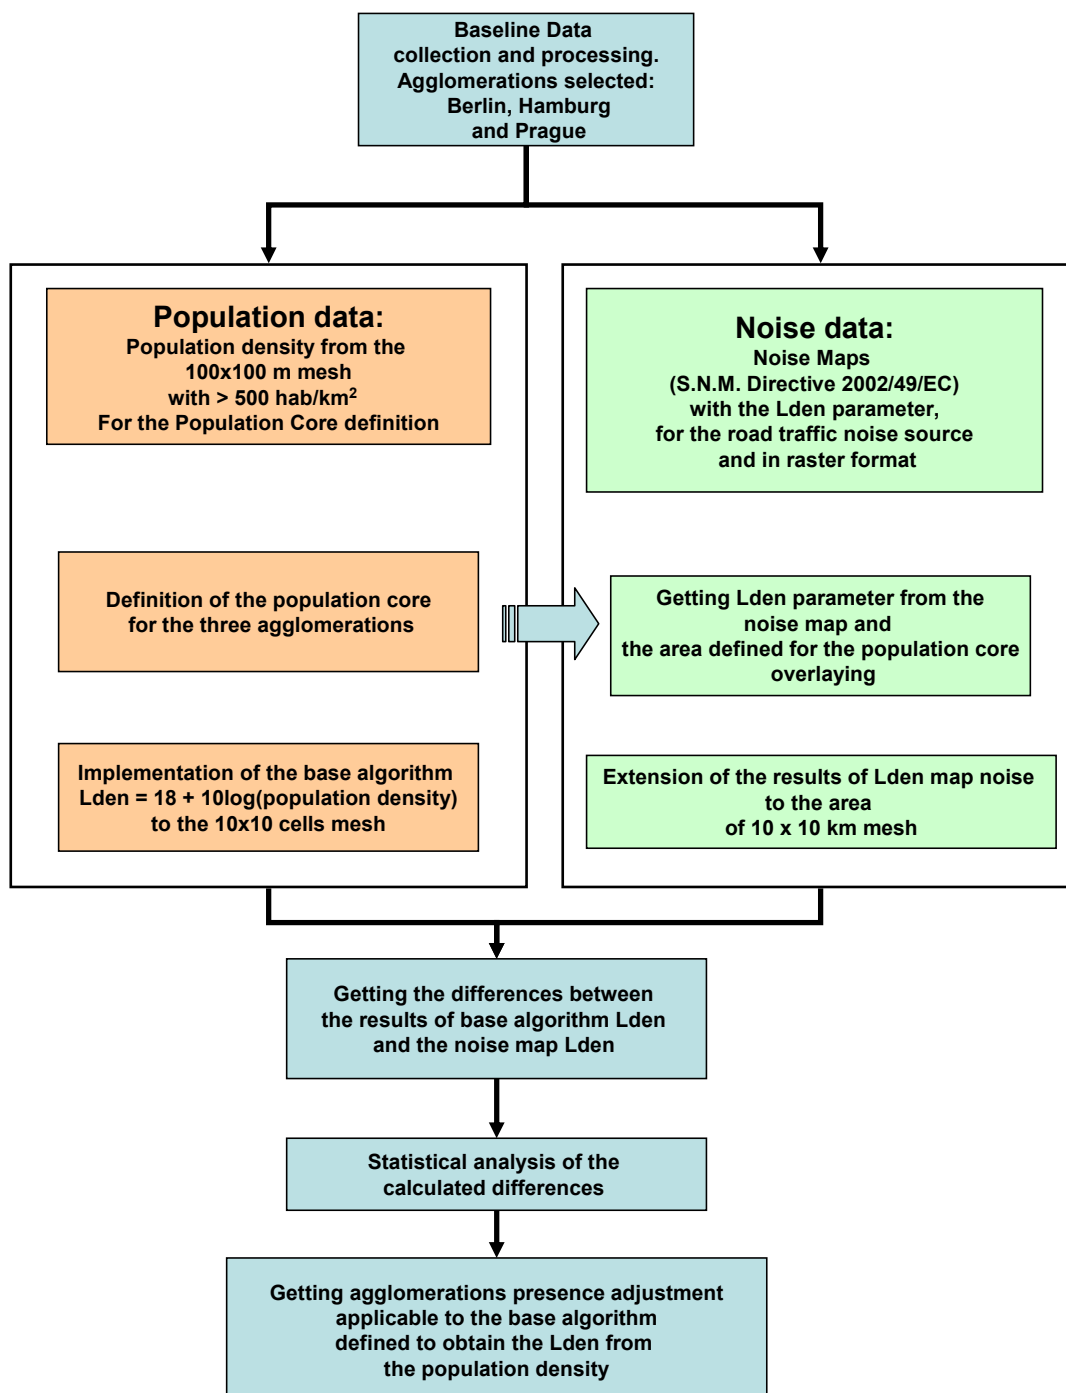 Baseline Data
collection and processing.
Agglomerations selected:
Berlin, Hamburg
and Prague
Population data:
Population density from the
100x100 m mesh
with > 500 hab/km²
For the Population Core definition
Noise data:
Noise Maps
(S.N.M. Directive 2002/49/EC)
with the Lden parameter,
for the road traffic noise source
and in raster format
Definition of the population core
for the three agglomerations
Getting Lden parameter from the
noise map and
the area defined for the population core
overlaying
Implementation of the base algorithm
Lden = 18 + 10log(population density)
to the 10x10 cells mesh
Extension of the results of Lden map noise
to the area
of 10 x 10 km mesh
Getting the differences between
the results of base algorithm Lden
and the noise map Lden
Statistical analysis of the
calculated differences
Getting agglomerations presence adjustment
applicable to the base algorithm
defined to obtain the Lden from
the population density